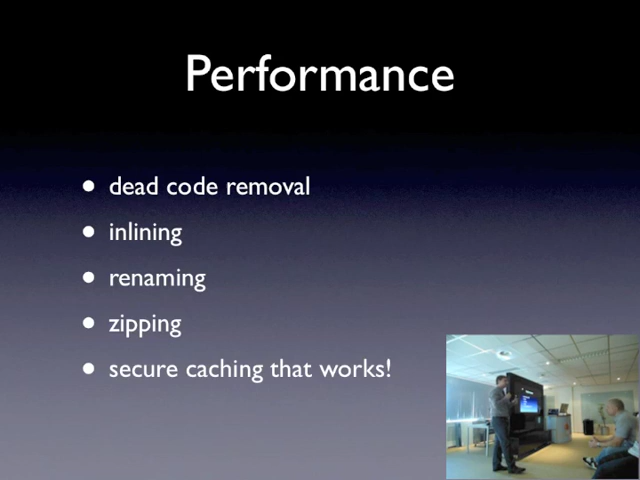 Performance
• dead code removal
• inlining
• renaming
• zipping
• secure caching that works!